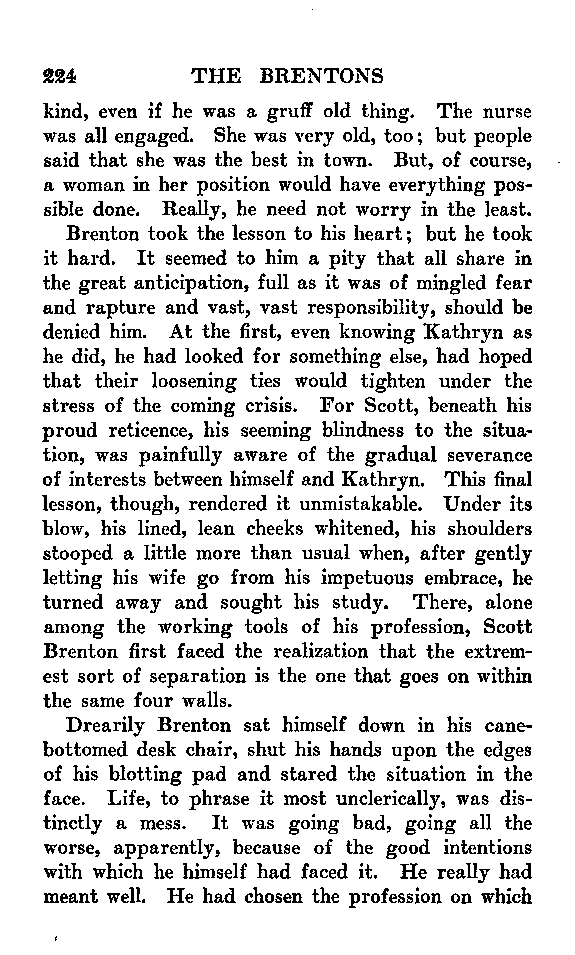 224 THE BRENTONS
kind, even if he was a gruff old thing. The nurse
was all engaged. She was very old, too; but people
said that she was the best in town. But, of course,
a woman in her position would have everything pos-
sible done. Really, he need not worry in the least.
Brenton took the lesson to his heart; but he took
it hard. It seemed to him a pity that all share in
the great anticipation, full as it was of mingled fear
and rapture and vast, vast responsibility, should be
denied him. At the first, even knowing Kathryn as
he did, he had looked for something else, had hoped
that their loosening ties would tighten under the
stress of the coming crisis. For Scott, beneath his
proud reticence, his seeming blindness to the situa-
tion, was painfully aware of the gradual severance
of interests between himself and Kathryn. This final
lesson, though, rendered it unmistakable. Under its
blow, his lined, lean cheeks whitened, his shoulders
stooped a little more than usual when, after gently
letting his wife go from his impetuous embrace, he
turned away and sought his study. There, alone
among the working tools of his profession, Scott
Brenton first faced the realization that the extrem-
est sort of separation is the one that goes on within
the same four walls.
Drearily Brenton sat himself down in his cane-
bottomed desk chair, shut his hands upon the edges
of his blotting pad and stared the situation in the
face. Life, to phrase it most unclerically, was dis-
tinctly a mess. It was going bad, going all the
worse, apparently, because of the good intentions
with which he himself had faced it. He really had
meant well. He had chosen the profession on which